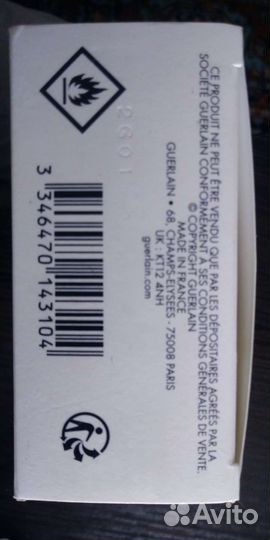 CE PRODUIT NE PEUT ÊTRE VENDU QUE PAR LES DÉPOSITAIRES AGRÉÉS PAR LA
SOCIÉTÉ GUERLAIN CONFORMÉMENT À SES CONDITIONS GÉNÉRALES DE VENTE.
© COPYRIGHT GUERLAIN
MADE IN FRANCE
GUERLAIN • 68, CHAMPS-ELYSÉES - 75008 PARIS
UK : KT12 4NH
guerlain.com
2601
3 346470 143104
Avito